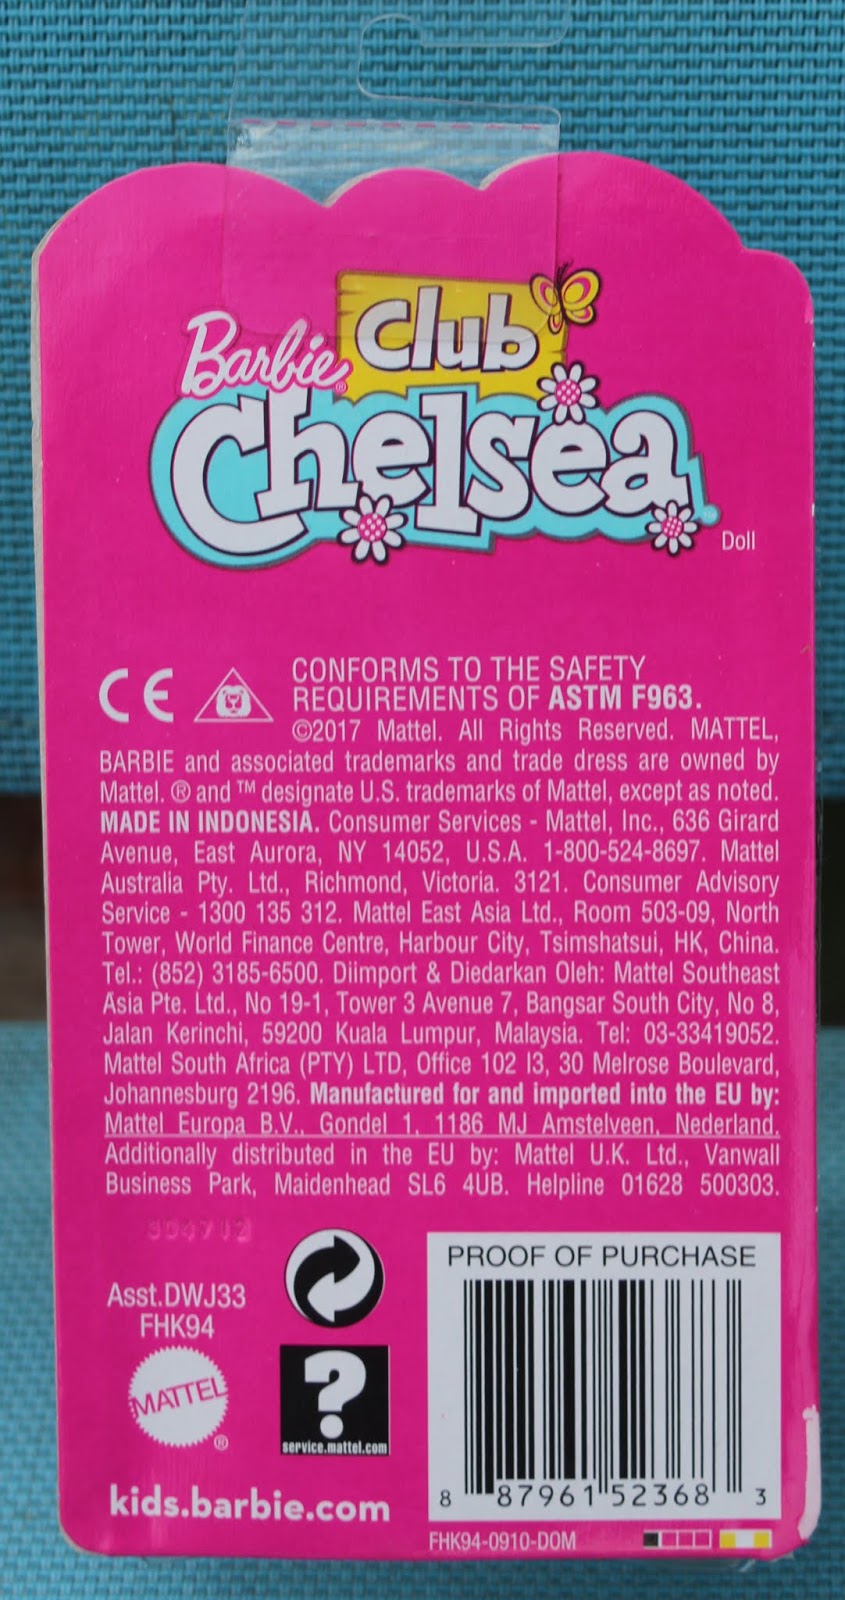 Club
Barbie®
Chelsea™
Doll
CE CONFORMS TO THE SAFETY
REQUIREMENTS OF ASTM F963.
©2017 Mattel. All Rights Reserved. MATTEL,
BARBIE and associated trademarks and trade dress are owned by
Mattel. ® and ™ designate U.S. trademarks of Mattel, except as noted.
MADE IN INDONESIA. Consumer Services - Mattel, Inc., 636 Girard
Avenue, East Aurora, NY 14052, U.S.A. 1-800-524-8697. Mattel
Australia Pty. Ltd., Richmond, Victoria. 3121. Consumer Advisory
Service - 1300 135 312. Mattel East Asia Ltd., Room 503-09, North
Tower, World Finance Centre, Harbour City, Tsimshatsui, HK, China.
Tel.: (852) 3185-6500. Diimport & Diedarkan Oleh: Mattel Southeast
Asia Pte. Ltd., No 19-1, Tower 3 Avenue 7, Bangsar South City, No 8,
Jalan Kerinchi, 59200 Kuala Lumpur, Malaysia. Tel: 03-33419052.
Mattel South Africa (PTY) LTD, Office 102 I3, 30 Melrose Boulevard,
Johannesburg 2196. Manufactured for and imported into the EU by:
Mattel Europa B.V., Gondel 1, 1186 MJ Amstelveen, Nederland.
Additionally distributed in the EU by: Mattel U.K. Ltd., Vanwall
Business Park, Maidenhead SL6 4UB. Helpline 01628 500303.
Asst.DWJ33
FHK94
MATTEL®
?
service.mattel.com
kids.barbie.com
PROOF OF PURCHASE
8 87961 52368 3
FHK94-0910-DOM